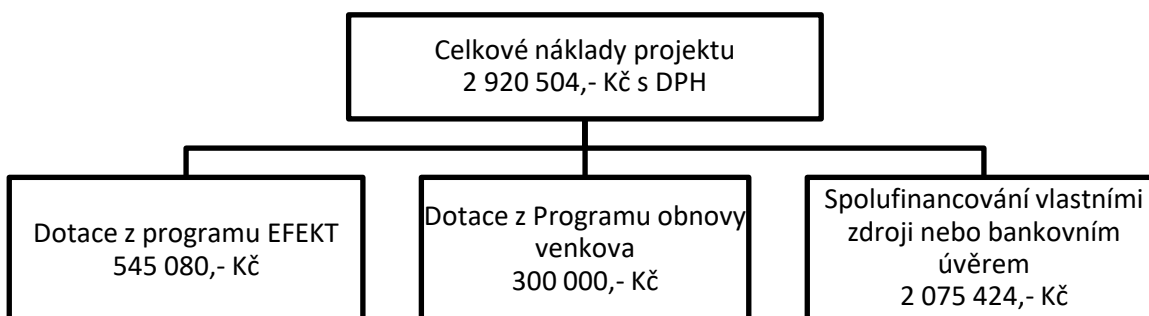 Celkové náklady projektu
2 920 504,- Kč s DPH
Dotace z programu EFEKT
545 080,- Kč
Dotace z Programu obnovy
venkova
300 000,- Kč
Spolufinancování vlastními
zdroji nebo bankovním
úvěrem
2 075 424,- Kč